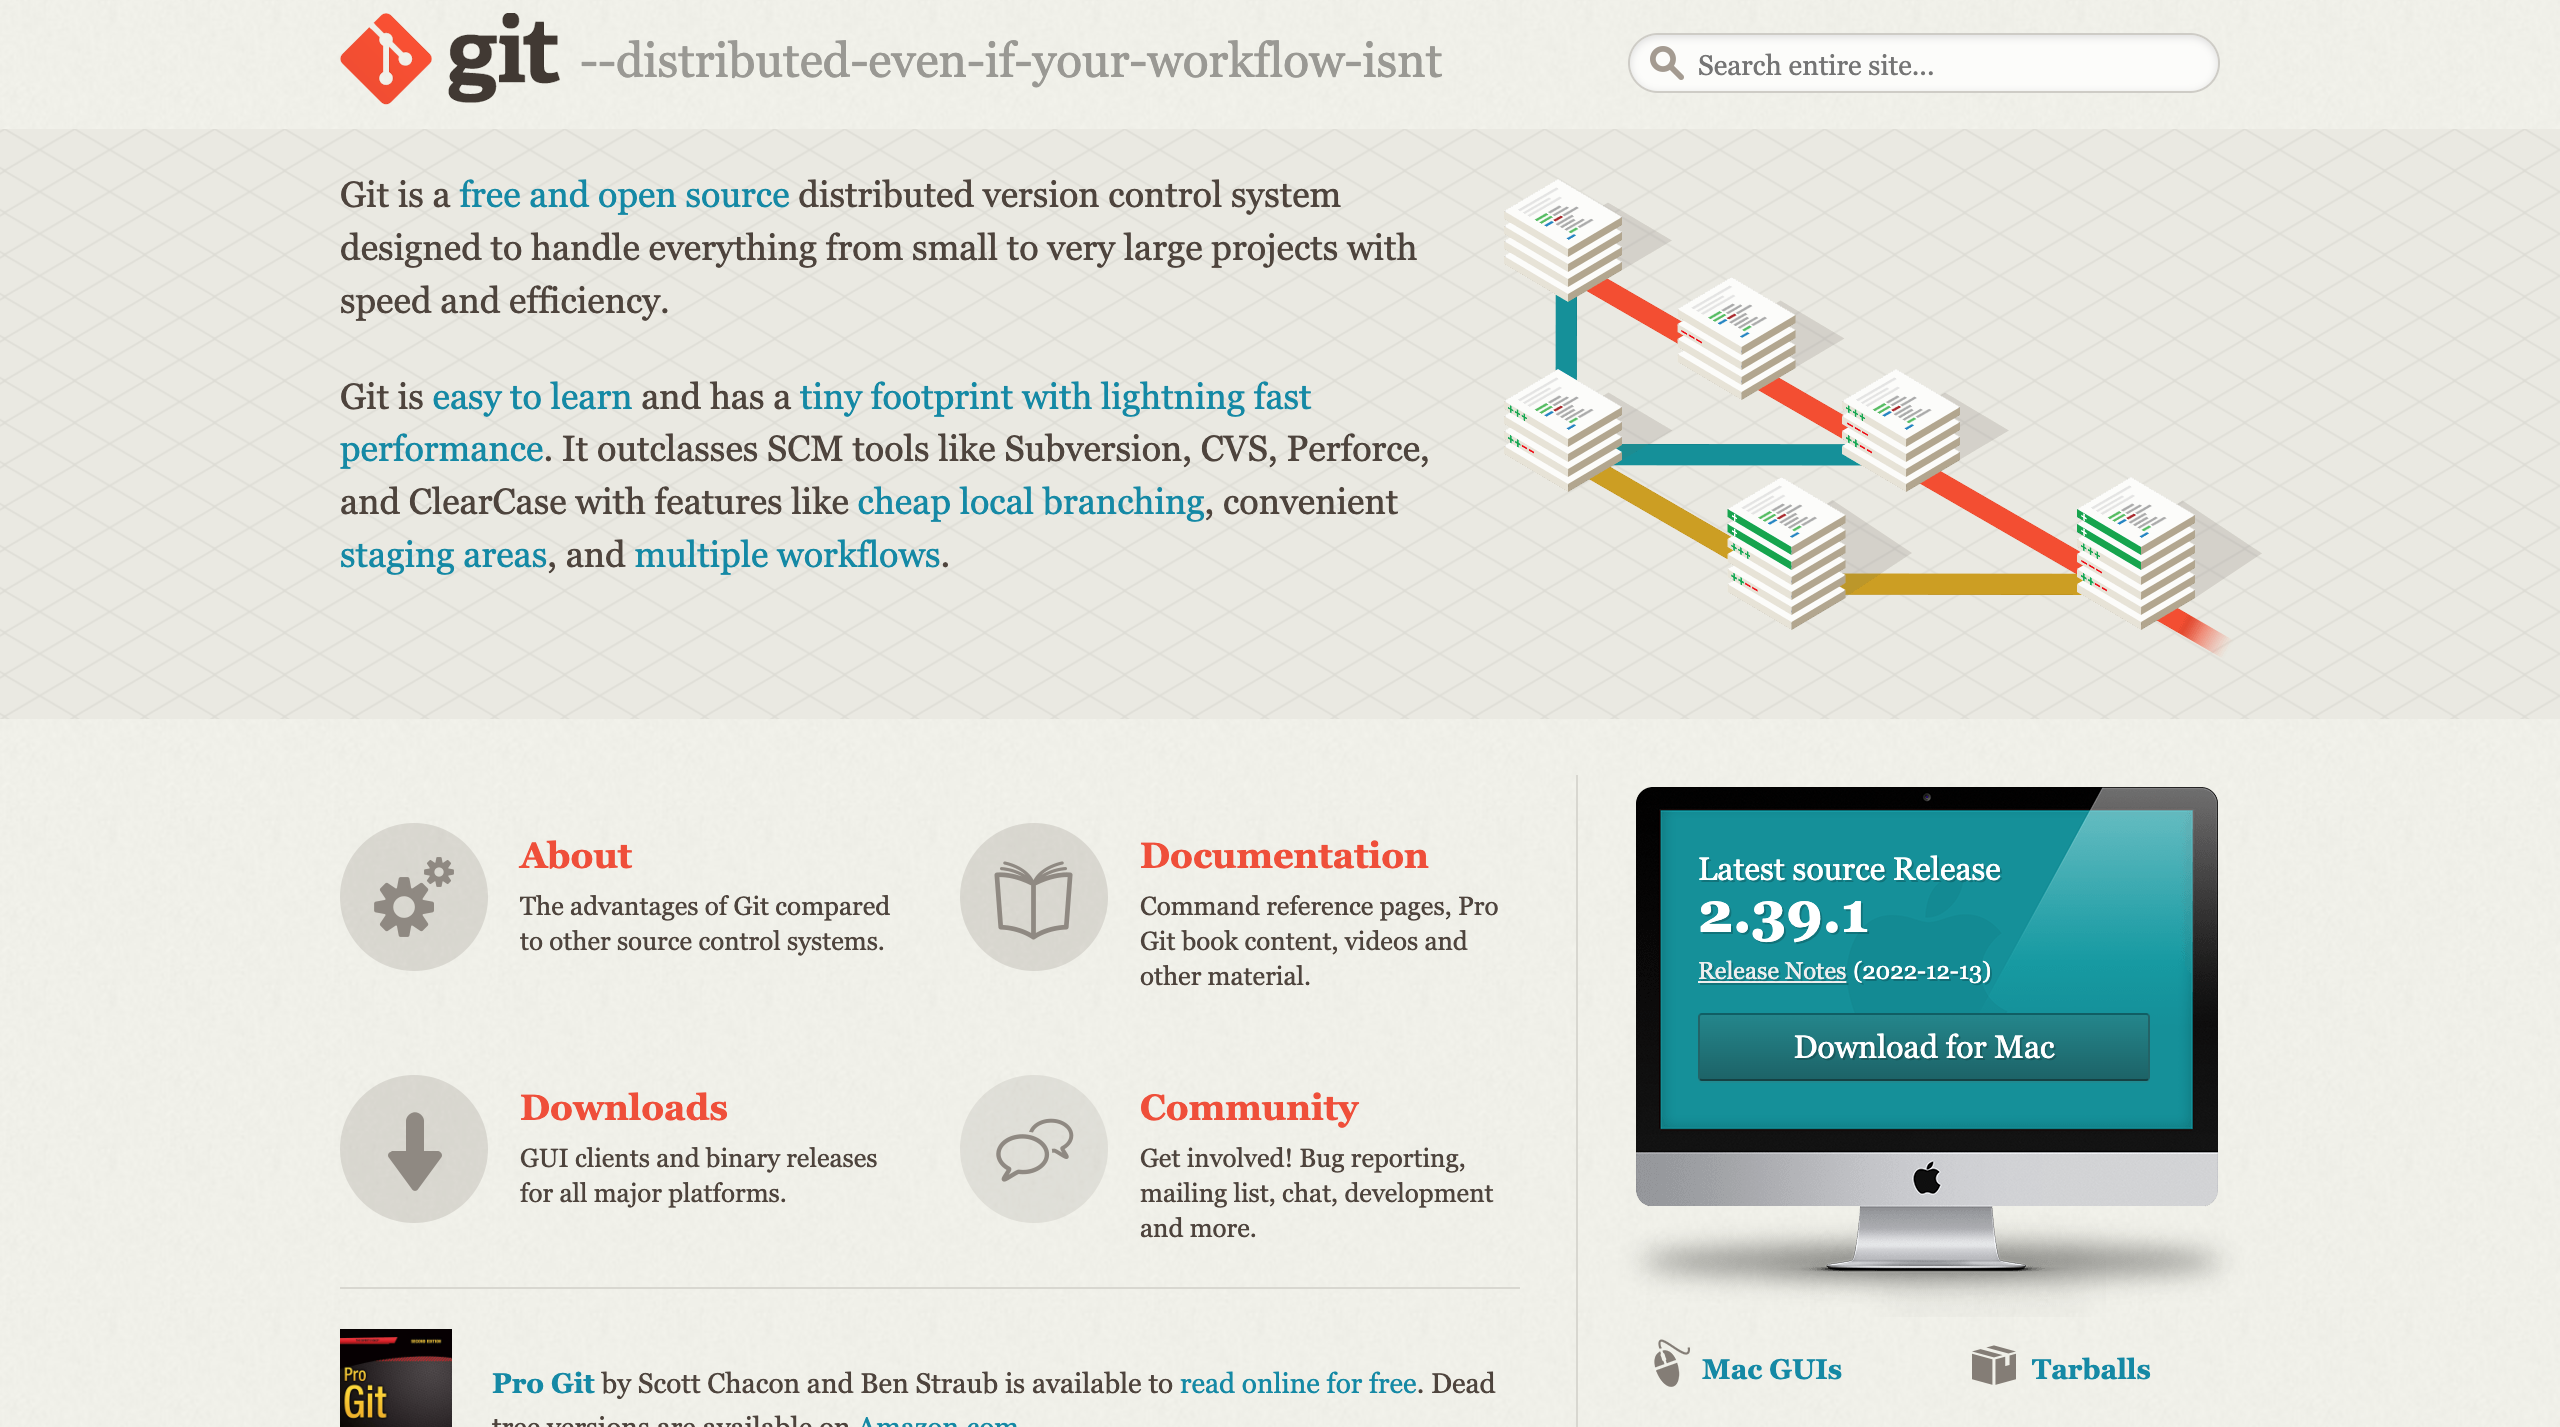 git --distributed-even-if-your-workflow-isnt
Search entire site...
Git is a free and open source distributed version control system
designed to handle everything from small to very large projects with
speed and efficiency.
Git is easy to learn and has a tiny footprint with lightning fast
performance. It outclasses SCM tools like Subversion, CVS, Perforce,
and ClearCase with features like cheap local branching, convenient
staging areas, and multiple workflows.
About
The advantages of Git compared
to other source control systems.
Documentation
Command reference pages, Pro
Git book content, videos and
other material.
Downloads
GUI clients and binary releases
for all major platforms.
Community
Get involved! Bug reporting,
mailing list, chat, development
and more.
Latest source Release
2.39.1
Release Notes (2022-12-13)
Download for Mac
Mac GUIs
Tarballs
Pro
Git
Pro Git by Scott Chacon and Ben Straub is available to read online for free. Dead
tree versions are available on Amazon.com